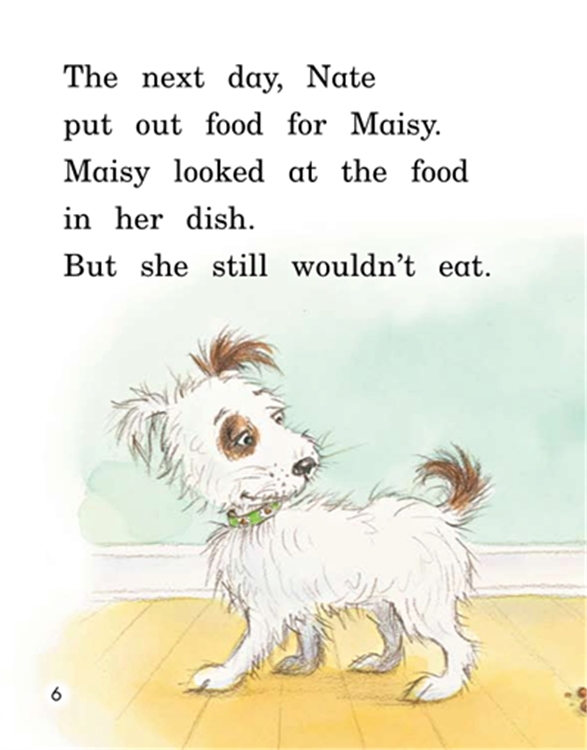 The next day, Nate
put out food for Maisy.
Maisy looked at the food
in her dish.
But she still wouldn't eat.
6